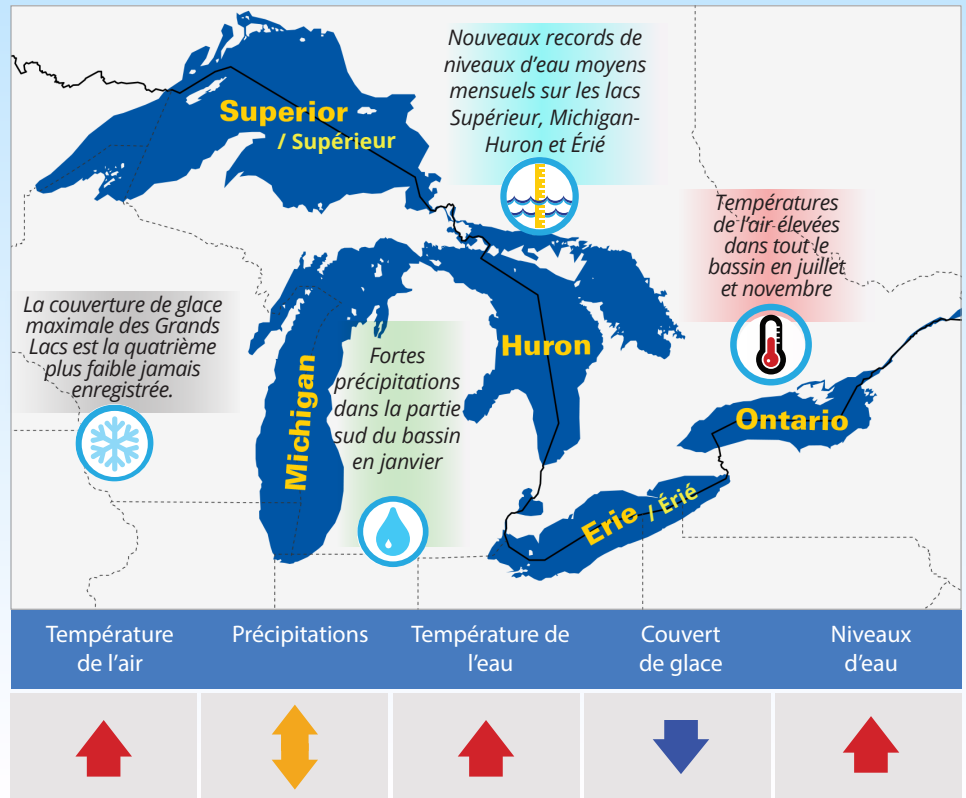 Nouveaux records de
niveaux d'eau moyens
mensuels sur les lacs
Supérieur, Michigan-
Huron et Érié
Superior
/ Supérieur
Températures
de l'air élevées
dans tout le
bassin en juillet
et novembre
La couverture de glace
maximale des Grands
Lacs est la quatrième
plus faible jamais
enregistrée.
Michigan
Fortes
précipitations
dans la partie
sud du bassin
en janvier
Huron
Ontario
Erie / Érié
Température
de l'air
Précipitations
Température de
l'eau
Couvert
de glace
Niveaux
d'eau